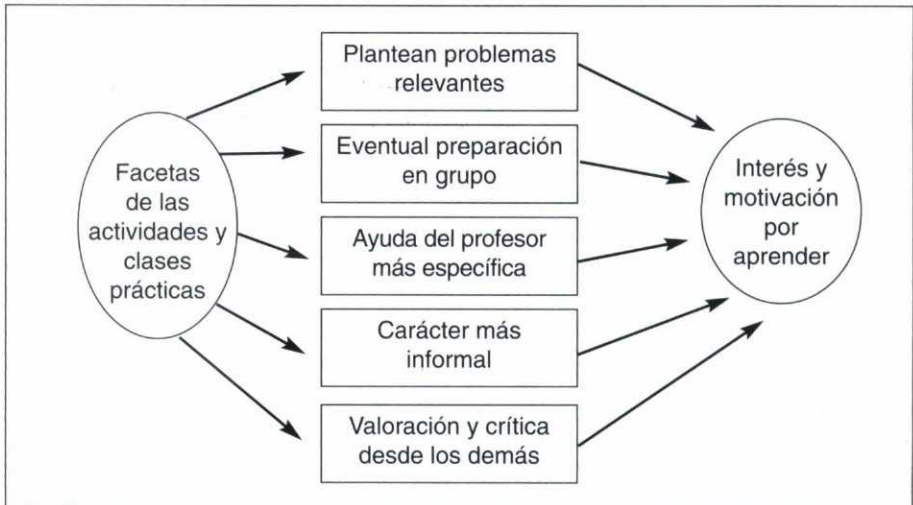 Facetas
de las
actividades y
clases
prácticas
Plantean problemas
relevantes
Eventual preparación
en grupo
Ayuda del profesor
más específica
Carácter más
informal
Valoración y crítica
desde los demás
Interés y
motivación
por
aprender